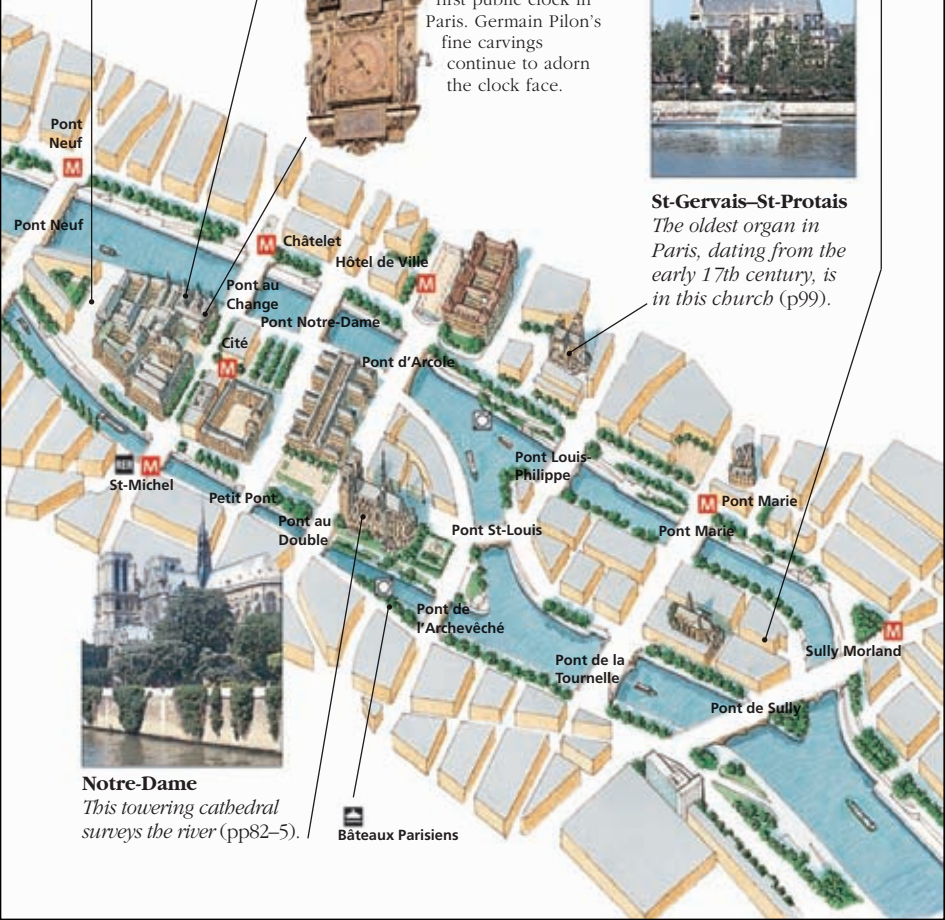 first public clock in
Paris. Germain Pilon's
fine carvings
continue to adorn
the clock face.
Pont
Neuf
M
Pont Neuf
M
Châtelet
Hôtel de Ville
M
Pont au
Change
Pont Notre-Dame
Cité
M
Pont d'Arcole
St-Gervais–St-Protais
The oldest organ in
Paris, dating from the
early 17th century, is
in this church (p99).
RER
M
St-Michel
Petit Pont
Pont au
Double
Pont Louis-
Philippe
Pont St-Louis
M
Pont Marie
Pont Marie
Pont de
l'Archevêché
Pont de la
Tournelle
M
Sully Morland
Pont de Sully
Notre-Dame
This towering cathedral
surveys the river (pp82–5).
Bâteaux Parisiens